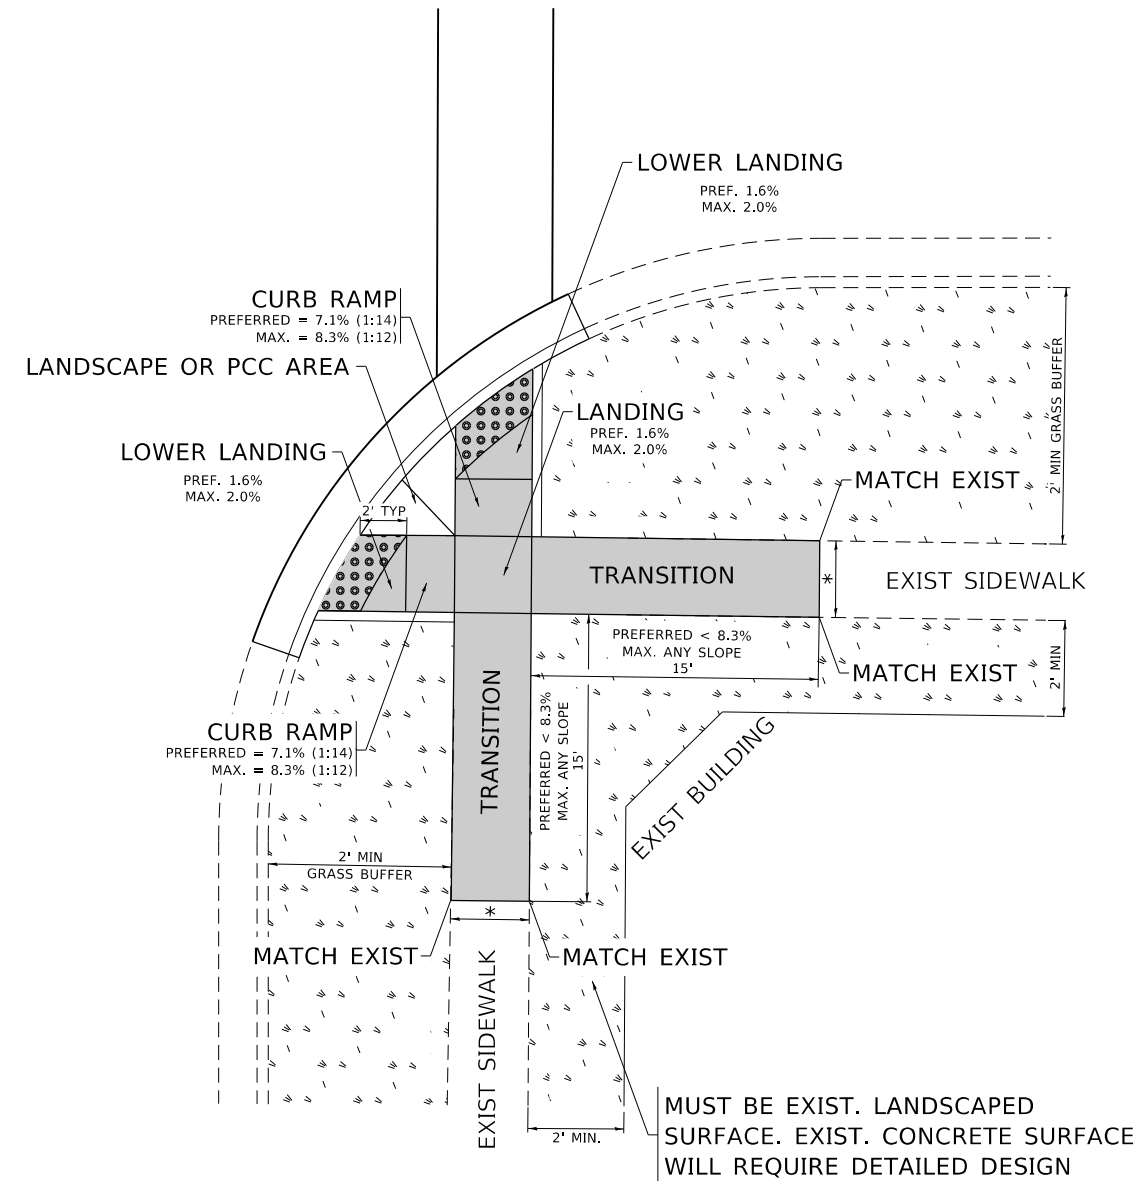 LOWER LANDING
PREF. 1.6%
MAX. 2.0%
CURB RAMP
PREFERRED = 7.1% (1:14)
MAX. = 8.3% (1:12)
LANDSCAPE OR PCC AREA
LANDING
PREF. 1.6%
MAX. 2.0%
2' MIN GRASS BUFFER
LOWER LANDING
PREF. 1.6%
MAX. 2.0%
MATCH EXIST
2' TYP
TRANSITION
*
EXIST SIDEWALK
PREFERRED < 8.3%
MAX. ANY SLOPE
15'
MATCH EXIST
2' MIN
CURB RAMP
PREFERRED = 7.1% (1:14)
MAX. = 8.3% (1:12)
TRANSITION
PREFERRED < 8.3%
MAX. ANY SLOPE
15'
EXIST BUILDING
2' MIN
GRASS BUFFER
*
MATCH EXIST
MATCH EXIST
EXIST SIDEWALK
2' MIN.
MUST BE EXIST. LANDSCAPED
SURFACE. EXIST. CONCRETE SURFACE
WILL REQUIRE DETAILED DESIGN